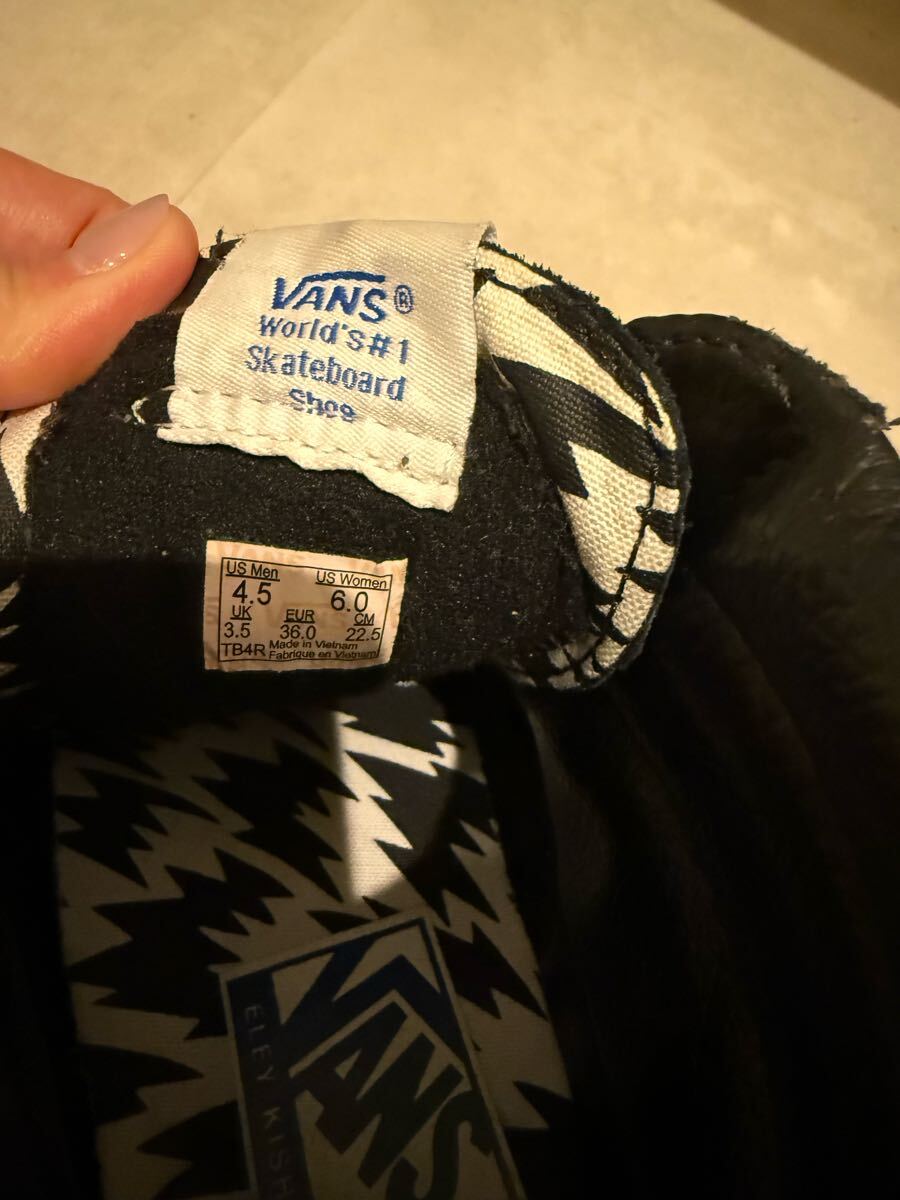 VANS®
World's #1
Skateboard
Shoe
US Men US Women
4.5 6.0
UK EUR CM
3.5 36.0 22.5
TB4R Made in Vietnam
Fabrique en Vietnam
VANS
ELEY KISH